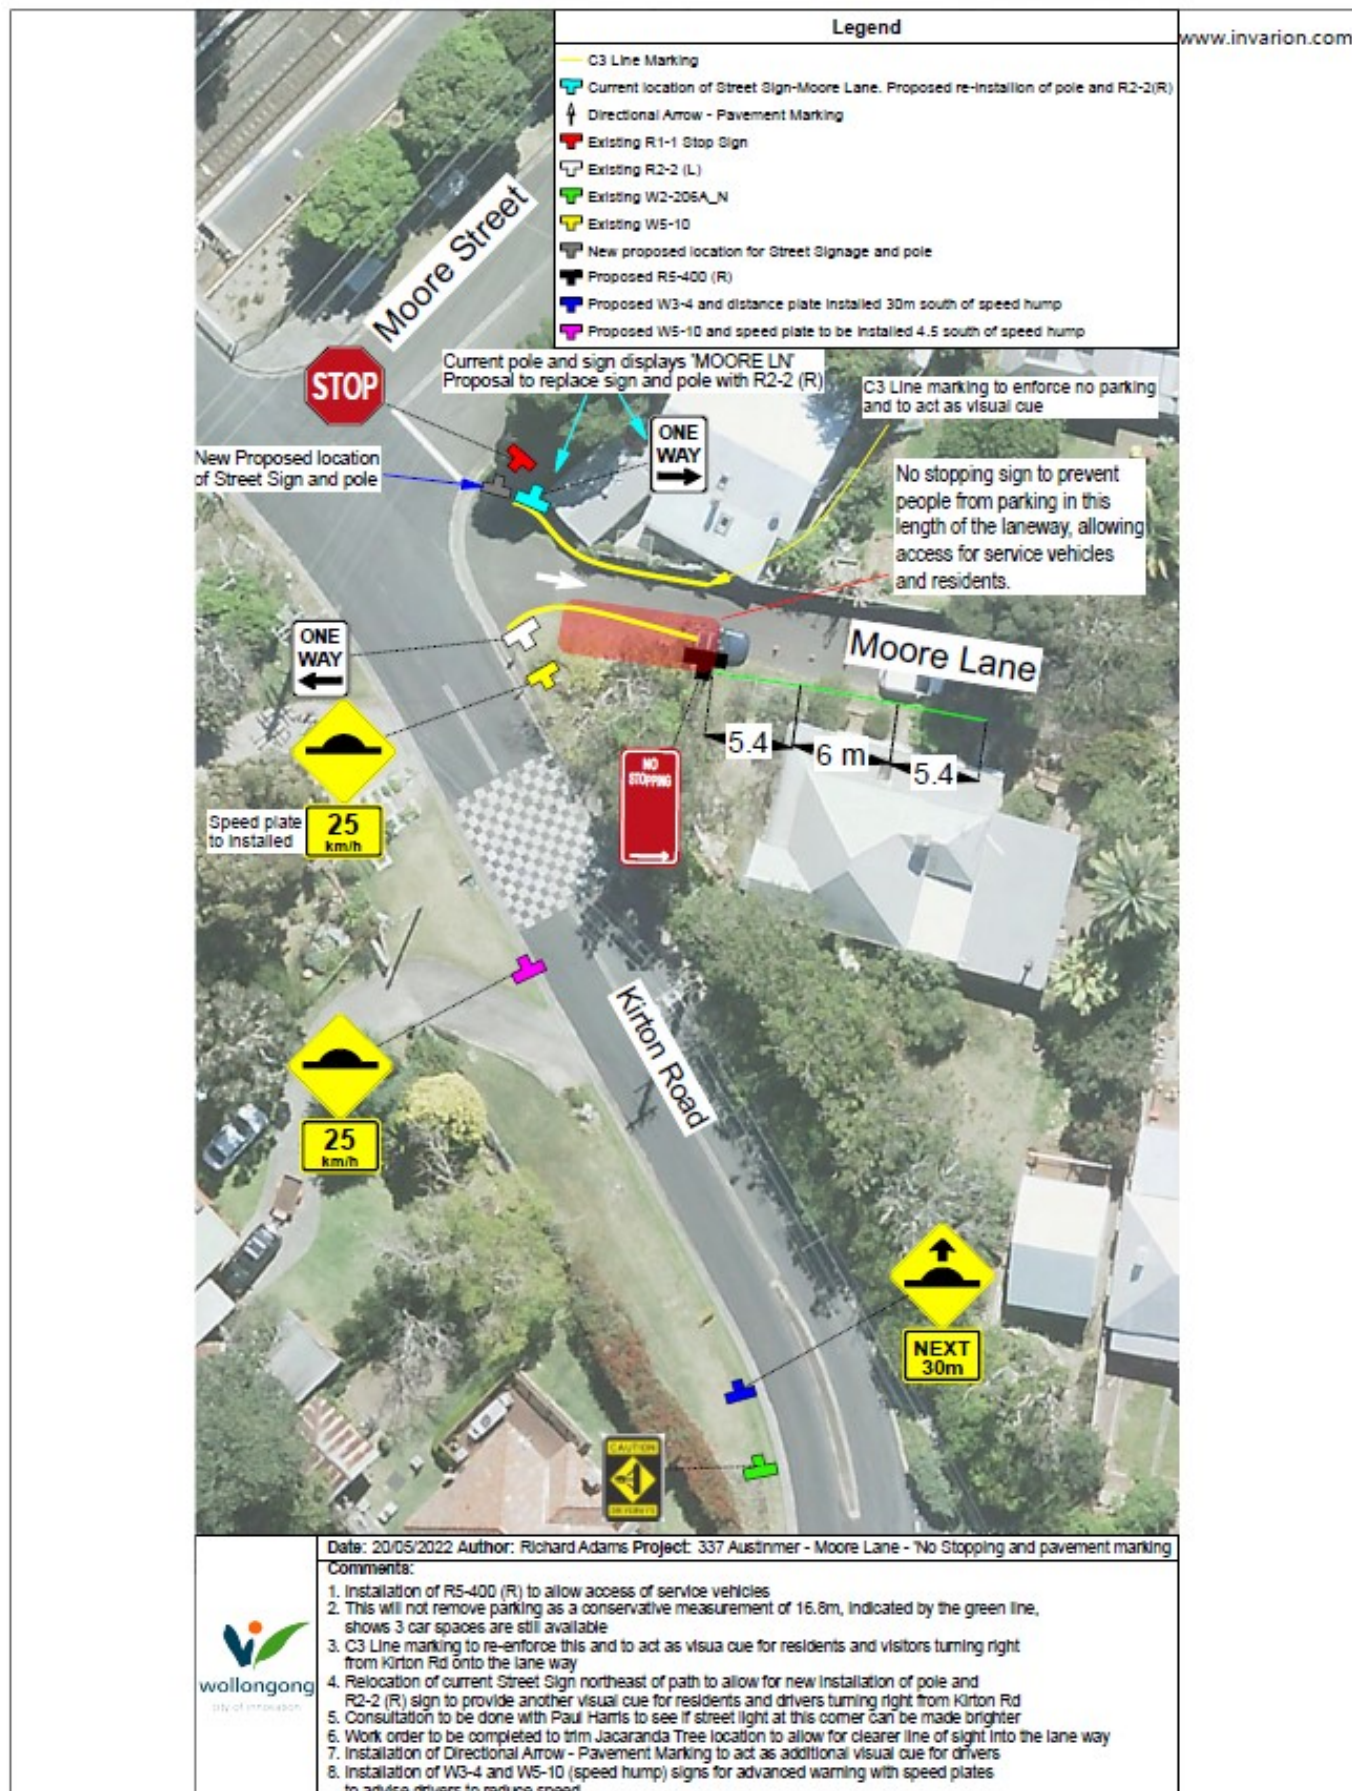 Legend
www.invarion.com
C3 Line Marking
Current location of Street Sign-Moore Lane. Proposed re-installion of pole and R2-2(R)
Directional Arrow - Pavement Marking
Existing R1-1 Stop Sign
Existing R2-2 (L)
Existing W2-206A_N
Existing W5-10
New proposed location for Street Signage and pole
Proposed R5-400 (R)
Proposed W3-4 and distance plate installed 30m south of speed hump
Proposed W5-10 and speed plate to be installed 4.5 south of speed hump
Moore Street
STOP
Current pole and sign displays 'MOORE LN'
Proposal to replace sign and pole with R2-2 (R)
C3 Line marking to enforce no parking
and to act as visual cue
ONE
WAY
New Proposed location
of Street Sign and pole
No stopping sign to prevent
people from parking in this
length of the laneway, allowing
access for service vehicles
and residents.
ONE
WAY
Moore Lane
5.4
6 m
5.4
NO
STOPPING
Speed plate
to Installed
25
km/h
Kirton Road
25
km/h
NEXT
30m
CAUTION
wollongong
city of innovation
Date: 20/05/2022 Author: Richard Adams Project: 337 Austinmer - Moore Lane - 'No Stopping and pavement marking
Comments:
1. Installation of R5-400 (R) to allow access of service vehicles
2. This will not remove parking as a conservative measurement of 16.8m, indicated by the green line,
shows 3 car spaces are still available
3. C3 Line marking to re-enforce this and to act as visua cue for residents and visitors turning right
from Kirton Rd onto the lane way
4. Relocation of current Street Sign northeast of path to allow for new installation of pole and
R2-2 (R) sign to provide another visual cue for residents and drivers turning right from Kirton Rd
5. Consultation to be done with Paul Harris to see if street light at this corner can be made brighter
6. Work order to be completed to trim Jacaranda Tree location to allow for clearer line of sight into the lane way
7. Installation of Directional Arrow - Pavement Marking to act as additional visual cue for drivers
8. Installation of W3-4 and W5-10 (speed hump) signs for advanced warning with speed plates
to advise drivers to reduce speed